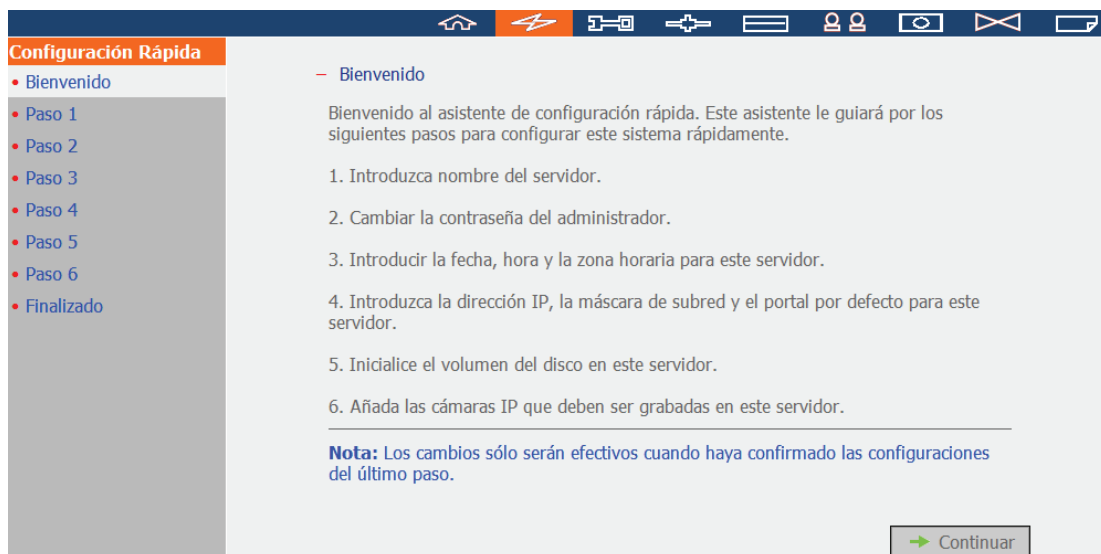 Configuración Rápida
• Bienvenido
• Paso 1
• Paso 2
• Paso 3
• Paso 4
• Paso 5
• Paso 6
• Finalizado
– Bienvenido
Bienvenido al asistente de configuración rápida. Este asistente le guiará por los
siguientes pasos para configurar este sistema rápidamente.
1. Introduzca nombre del servidor.
2. Cambiar la contraseña del administrador.
3. Introducir la fecha, hora y la zona horaria para este servidor.
4. Introduzca la dirección IP, la máscara de subred y el portal por defecto para este
servidor.
5. Inicialice el volumen del disco en este servidor.
6. Añada las cámaras IP que deben ser grabadas en este servidor.
Nota: Los cambios sólo serán efectivos cuando haya confirmado las configuraciones
del último paso.
Continuar